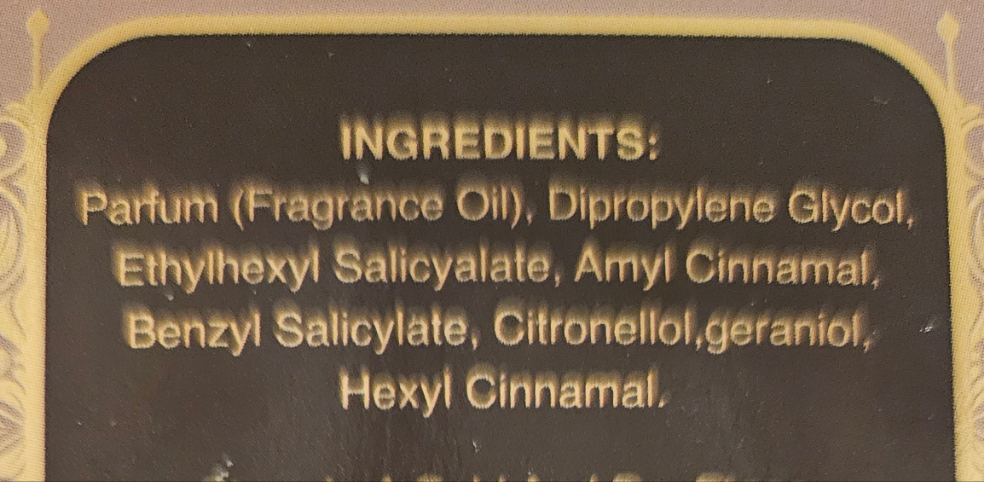 INGREDIENTS:
Parfum (Fragrance Oil), Dipropylene Glycol,
Ethylhexyl Salicyalate, Amyl Cinnamal,
Benzyl Salicylate, Citronellol,geraniol,
Hexyl Cinnamal.